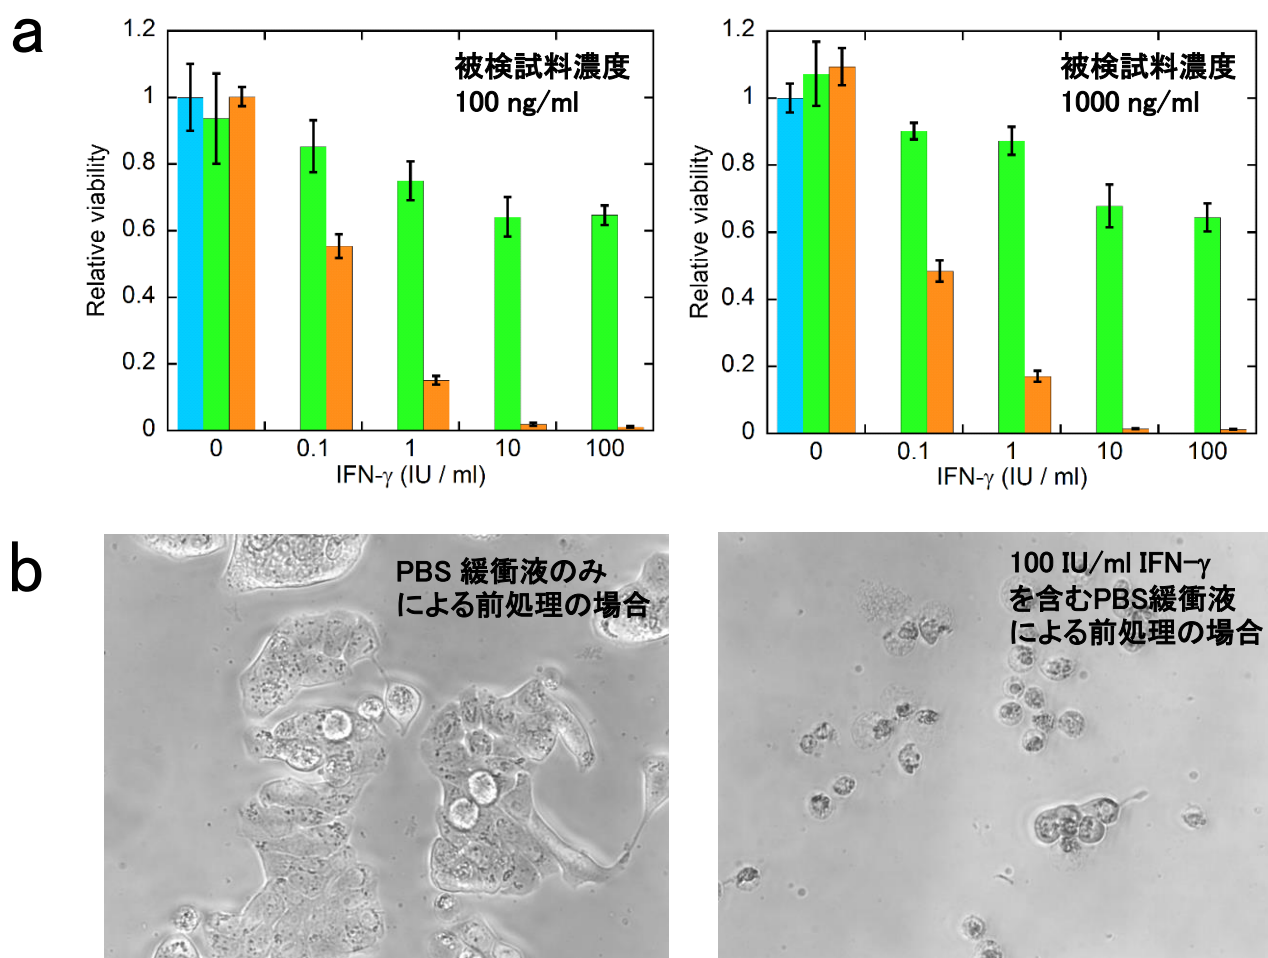 a
1.2
1
0.8
0.6
0.4
0.2
0
Relative viability
被検試料濃度
100 ng/ml
0
0.1
1
10
100
IFN-γ (IU / ml)
1.2
1
0.8
0.6
0.4
0.2
0
Relative viability
被検試料濃度
1000 ng/ml
0
0.1
1
10
100
IFN-γ (IU / ml)
b
PBS 緩衝液のみ
による前処理の場合
100 IU/ml IFN-γ
を含むPBS緩衝液
による前処理の場合